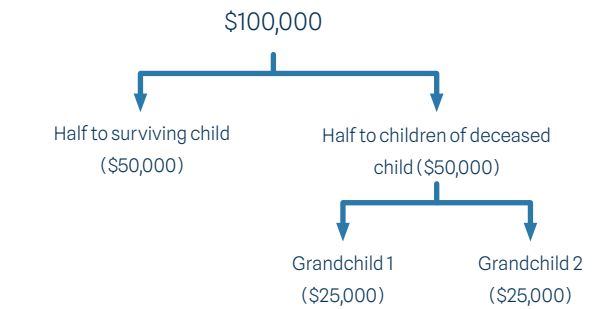 $100,000
Half to surviving child
($50,000)
Half to children of deceased
child ($50,000)
Grandchild 1
($25,000)
Grandchild 2
($25,000)